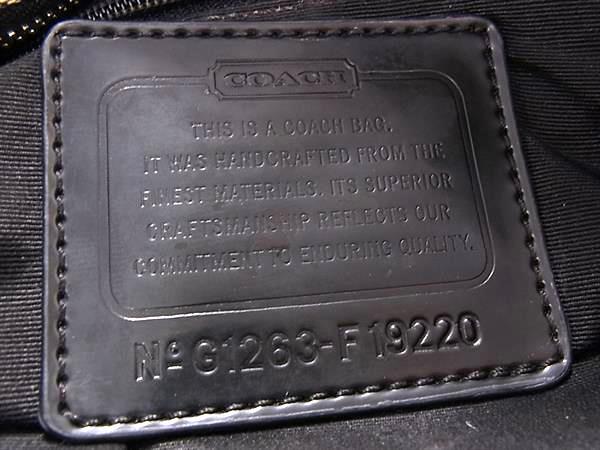 COACH
THIS IS A COACH BAG.
IT WAS HANDCRAFTED FROM THE
FINEST MATERIALS. ITS SUPERIOR
CRAFTSMANSHIP REFLECTS OUR
COMMITMENT TO ENDURING QUALITY.
Nº G1263-F19220